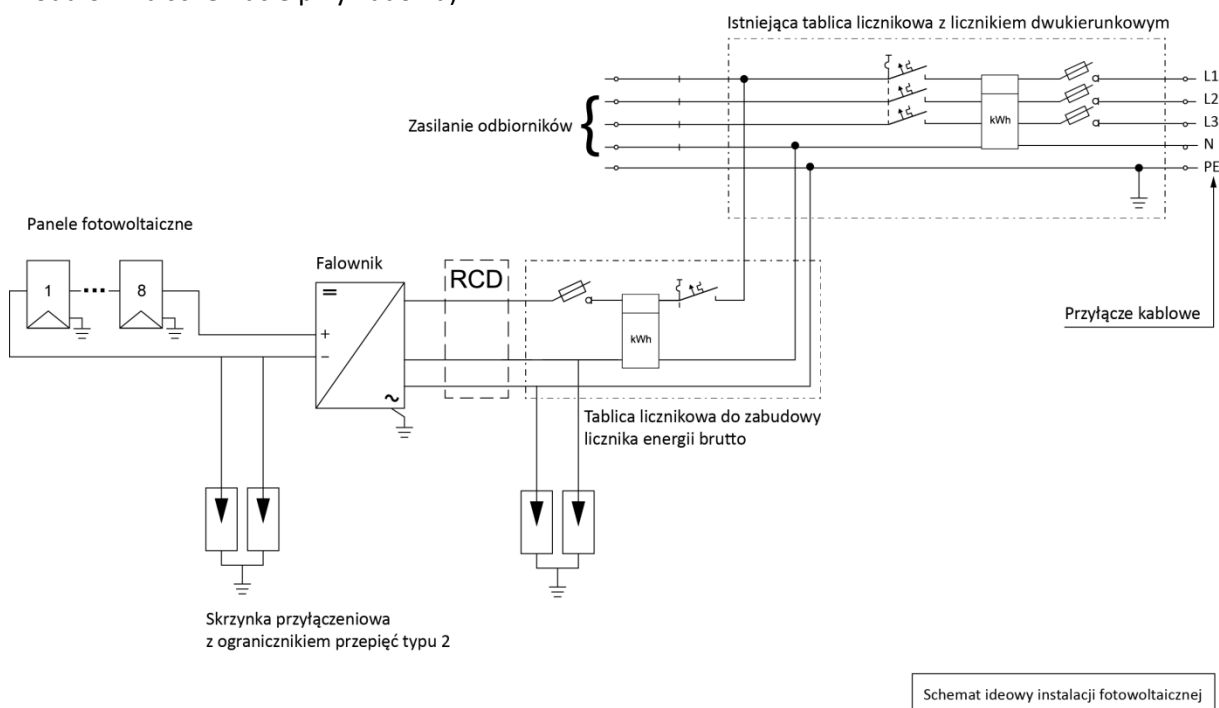 Istniejąca tablica licznikowa z licznikiem dwukierunkowym
L1
L2
L3
N
PE
kWh
Zasilanie odbiorników
Panele fotowoltaiczne
1
8
Falownik
RCD
kWh
Przyłącze kablowe
Tablica licznikowa do zabudowy
licznika energii brutto
Skrzynka przyłączeniowa
z ogranicznikiem przepięć typu 2
Schemat ideowy instalacji fotowoltaicznej